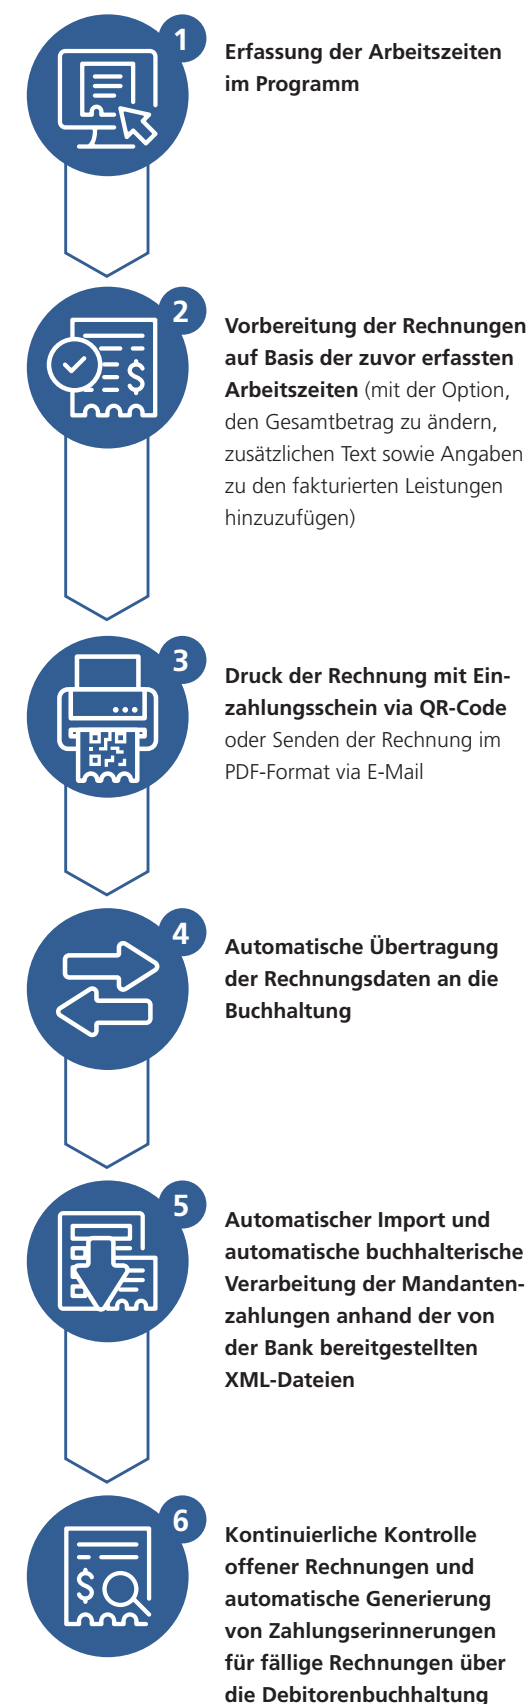 1
Erfassung der Arbeitszeiten
im Programm
2
Vorbereitung der Rechnungen
auf Basis der zuvor erfassten
Arbeitszeiten (mit der Option,
den Gesamtbetrag zu ändern,
zusätzlichen Text sowie Angaben
zu den fakturierten Leistungen
hinzuzufügen)
$
3
Druck der Rechnung mit Ein-
zahlungsschein via QR-Code
oder Senden der Rechnung im
PDF-Format via E-Mail
4
Automatische Übertragung
der Rechnungsdaten an die
Buchhaltung
5
Automatischer Import und
automatische buchhalterische
Verarbeitung der Mandanten-
zahlungen anhand der von
der Bank bereitgestellten
XML-Dateien
6
Kontinuierliche Kontrolle
offener Rechnungen und
automatische Generierung
von Zahlungserinnerungen
für fällige Rechnungen über
die Debitorenbuchhaltung
$